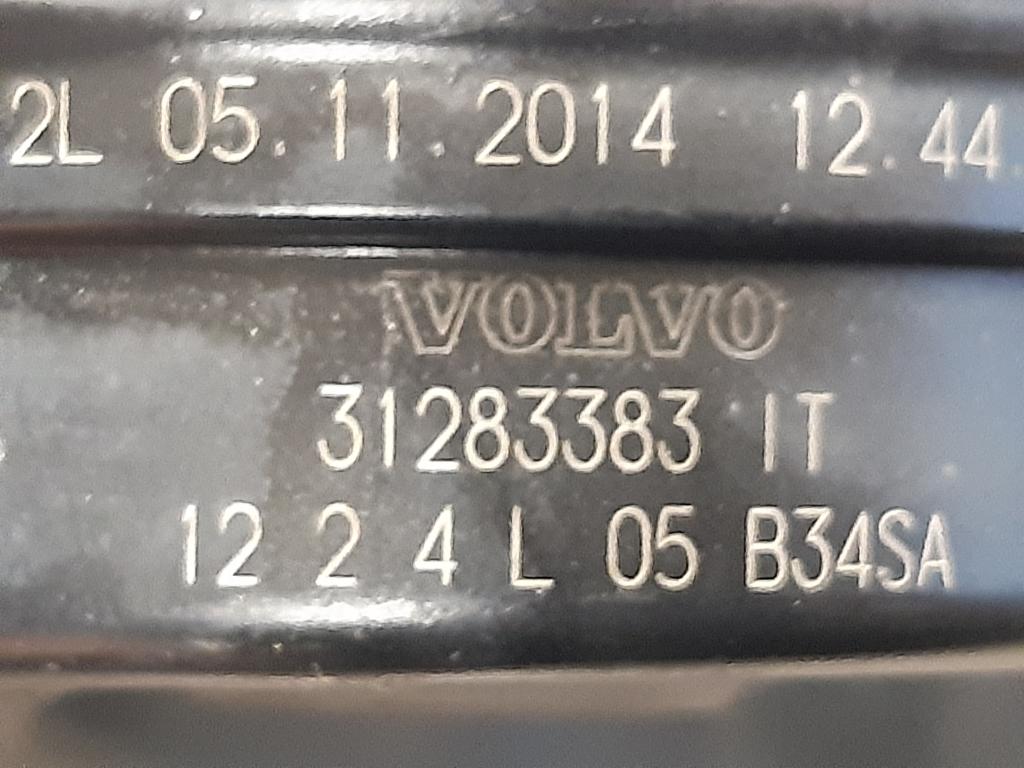 2L 05.11.2014 12.44.
VOLVO
31283383 IT
12 2 4 L 05 B34SA